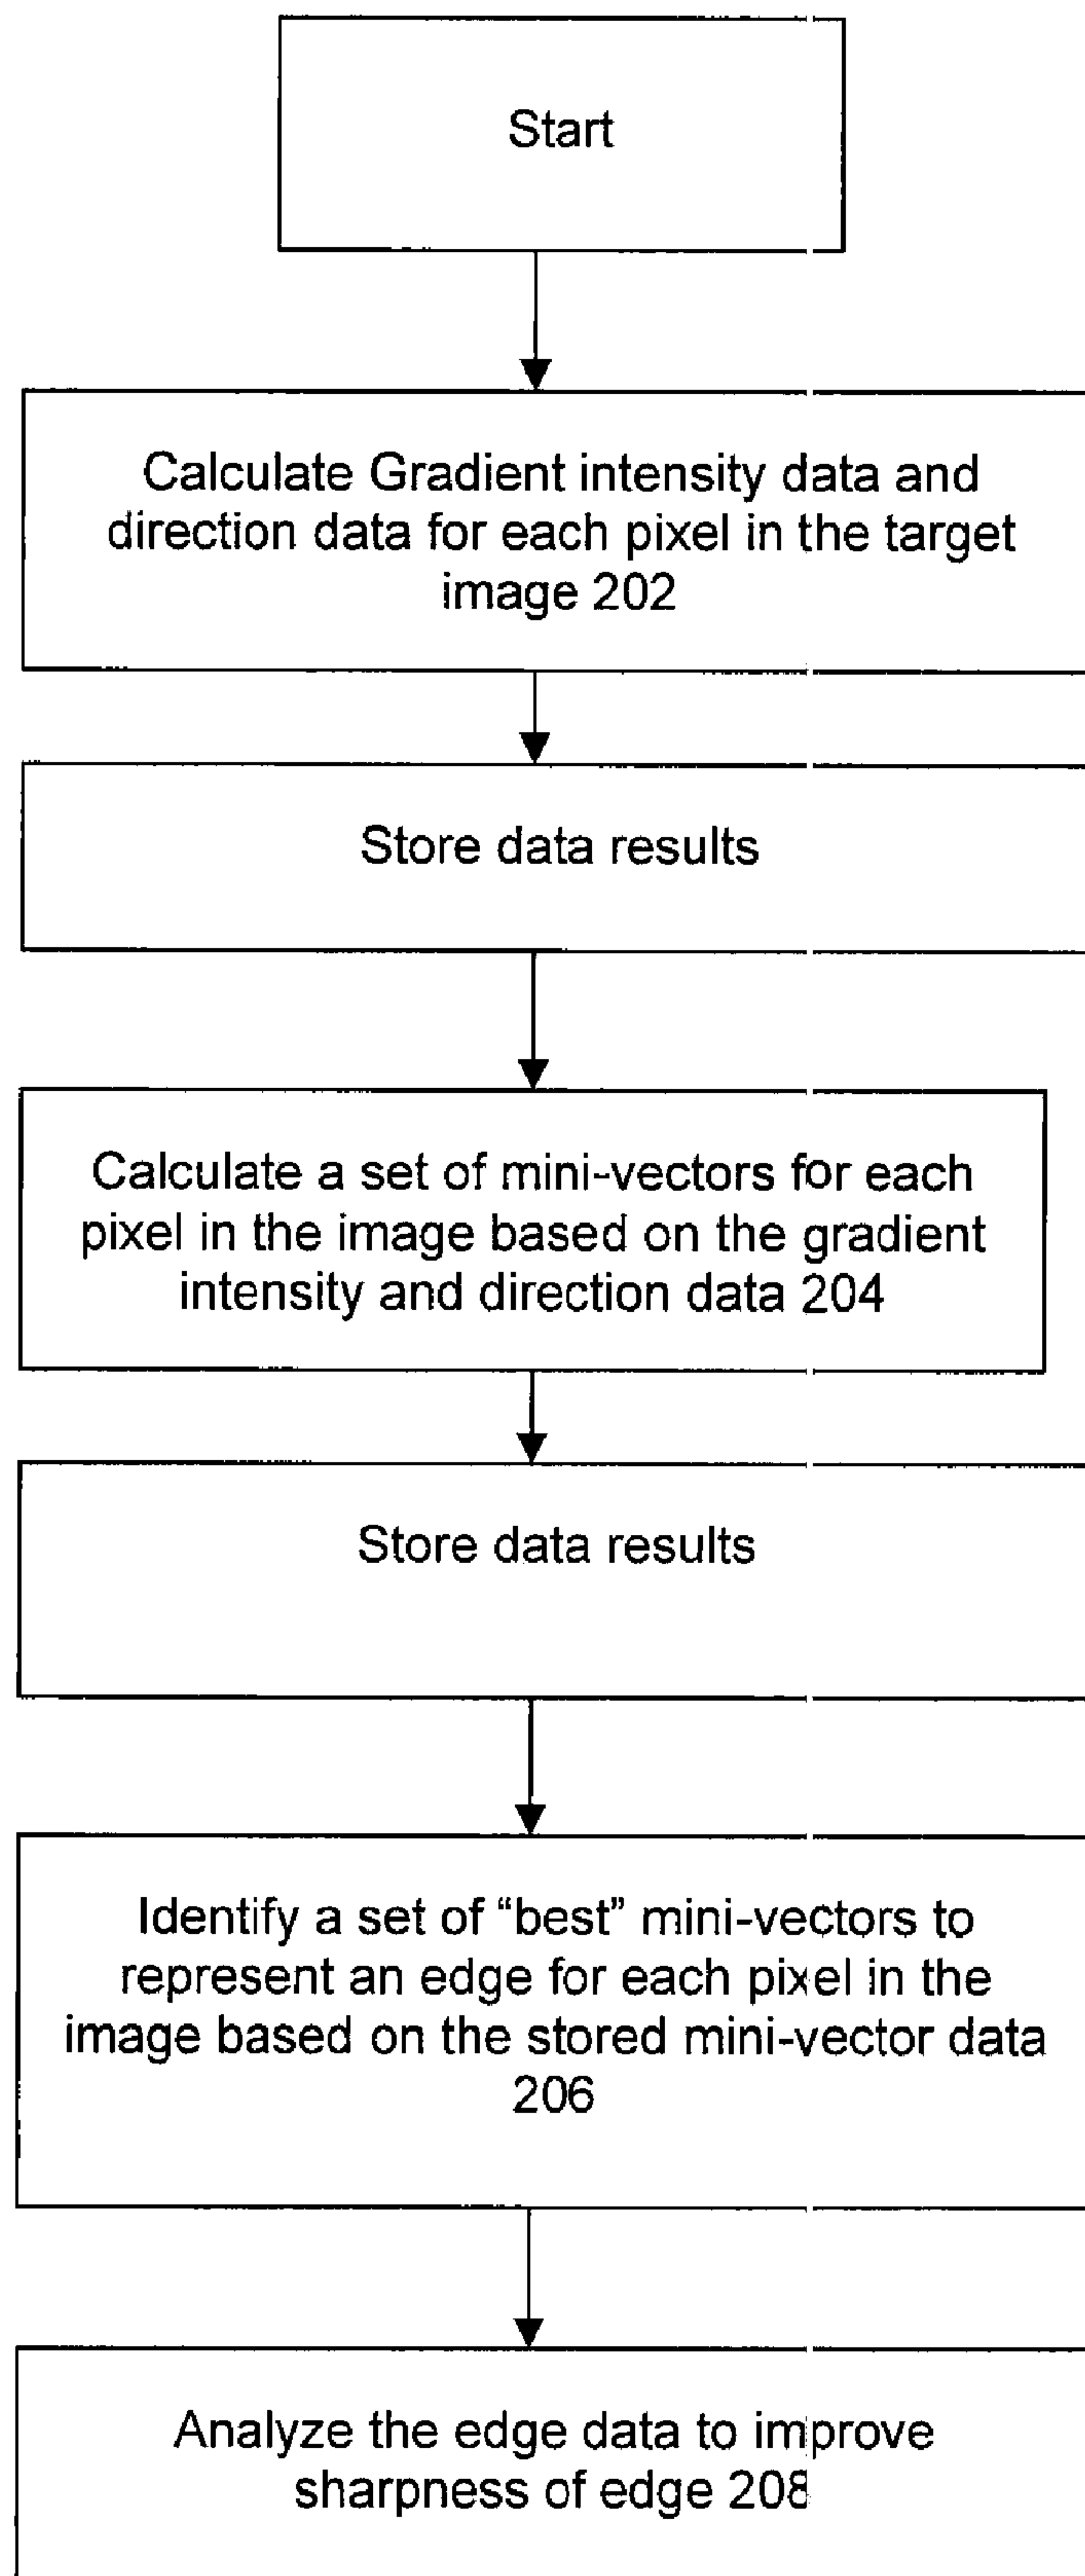 Start
Calculate Gradient intensity data and
direction data for each pixel in the target
image 202
Store data results
Calculate a set of mini-vectors for each
pixel in the image based on the gradient
intensity and direction data 204
Store data results
Identify a set of “best” mini-vectors to
represent an edge for each pixel in the
image based on the stored mini-vector data
206
Analyze the edge data to improve
sharpness of edge 208